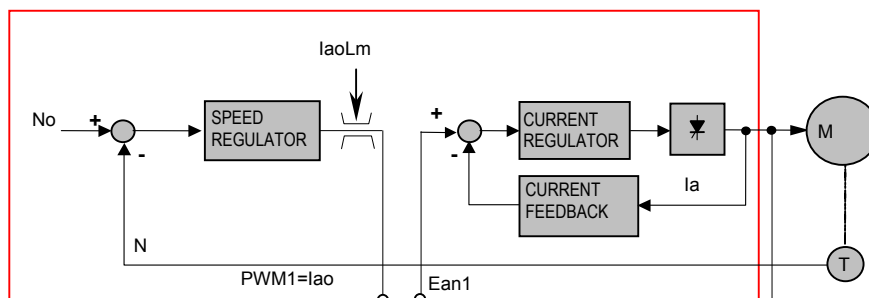 IaoLm
No
+
-
SPEED
REGULATOR
+
-
CURRENT
REGULATOR
M
CURRENT
FEEDBACK
Ia
N
T
PWM1=Iao
Ean1